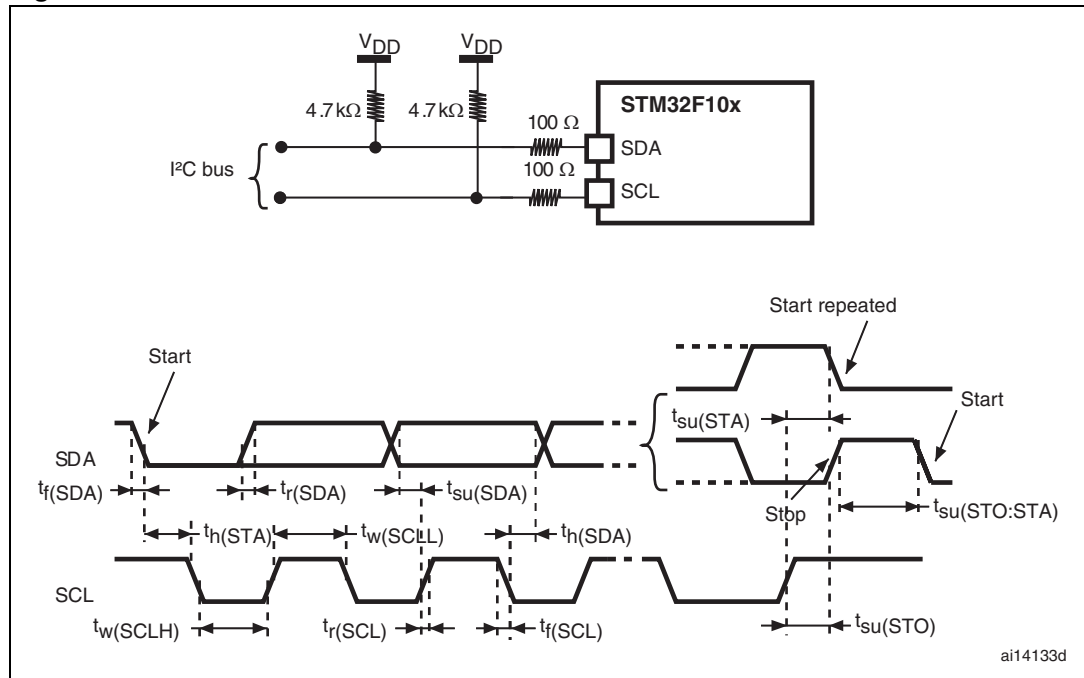 VDD VDD
STM32F10x
4.7kΩ 4.7kΩ 100 Ω
SDA
I²C bus
100 Ω
SCL
Start repeated
Start
Start
tsu(STA)
SDA
tf(SDA) tr(SDA) tsu(SDA)
Stop
tsu(STO:STA)
th(STA) tw(SCLL) th(SDA)
SCL
tw(SCLH) tr(SCL) tf(SCL) tsu(STO)
ai14133d